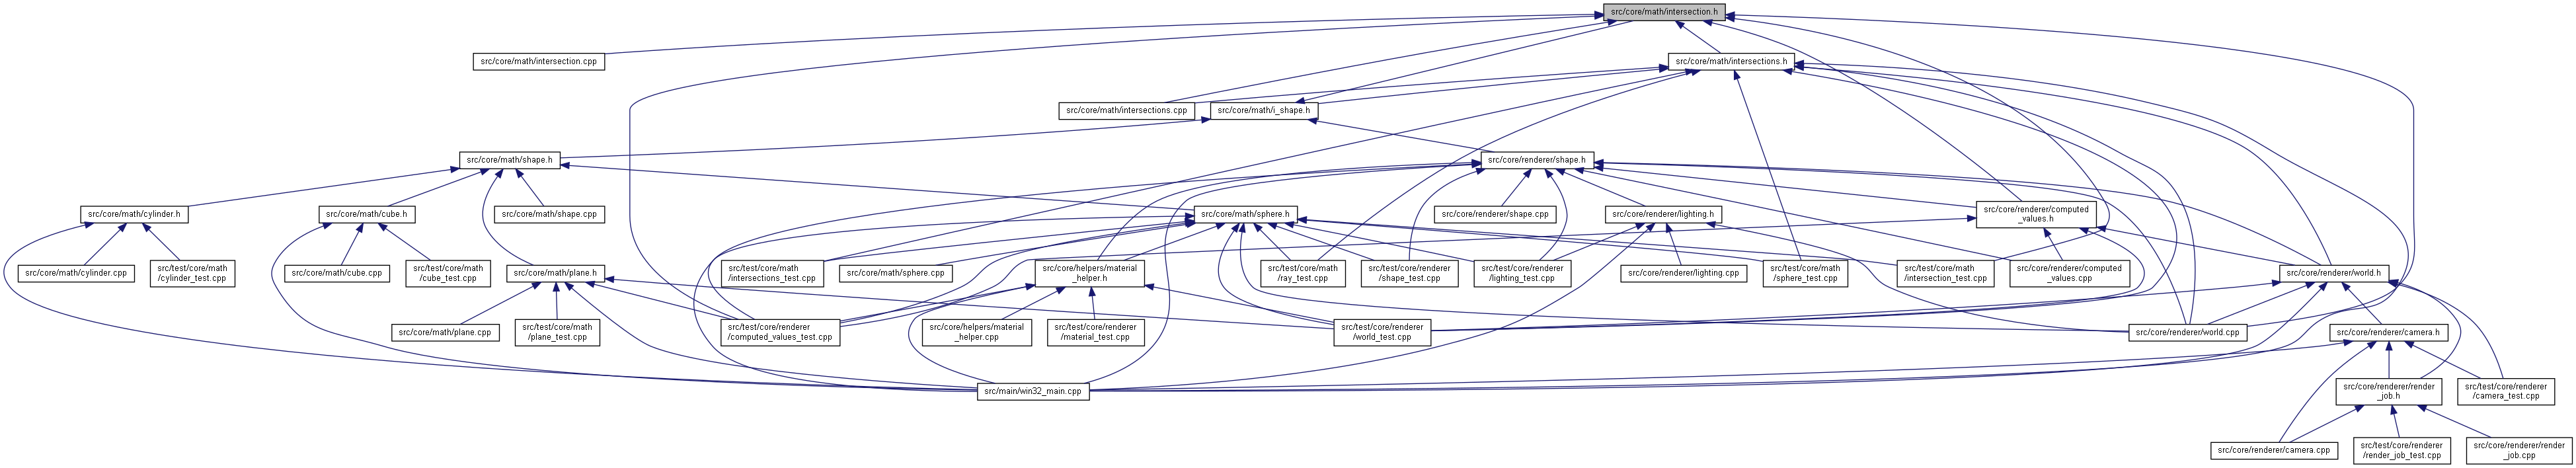 src/core/math/intersection.h
src/core/math/intersection.cpp
src/core/math/intersections.h
src/core/math/intersections.cpp
src/core/math/i_shape.h
src/core/math/shape.h
src/core/renderer/shape.h
src/core/math/cylinder.h
src/core/math/cube.h
src/core/math/shape.cpp
src/core/math/sphere.h
src/core/renderer/shape.cpp
src/core/renderer/lighting.h
src/core/renderer/computed
_values.h
src/core/math/cylinder.cpp
src/test/core/math
/cylinder_test.cpp
src/core/math/cube.cpp
src/test/core/math
/cube_test.cpp
src/core/math/plane.h
src/test/core/math
/intersections_test.cpp
src/core/math/sphere.cpp
src/core/helpers/material
_helper.h
src/test/core/math
/ray_test.cpp
src/test/core/renderer
/shape_test.cpp
src/test/core/renderer
/lighting_test.cpp
src/core/renderer/lighting.cpp
src/test/core/math
/sphere_test.cpp
src/test/core/math
/intersection_test.cpp
src/core/renderer/computed
_values.cpp
src/core/renderer/world.h
src/core/math/plane.cpp
src/test/core/math
/plane_test.cpp
src/test/core/renderer
/computed_values_test.cpp
src/core/helpers/material
_helper.cpp
src/test/core/renderer
/material_test.cpp
src/test/core/renderer
/world_test.cpp
src/core/renderer/world.cpp
src/core/renderer/camera.h
src/main/win32_main.cpp
src/core/renderer/render
_job.h
src/test/core/renderer
/camera_test.cpp
src/core/renderer/camera.cpp
src/test/core/renderer
/render_job_test.cpp
src/core/renderer/render
_job.cpp